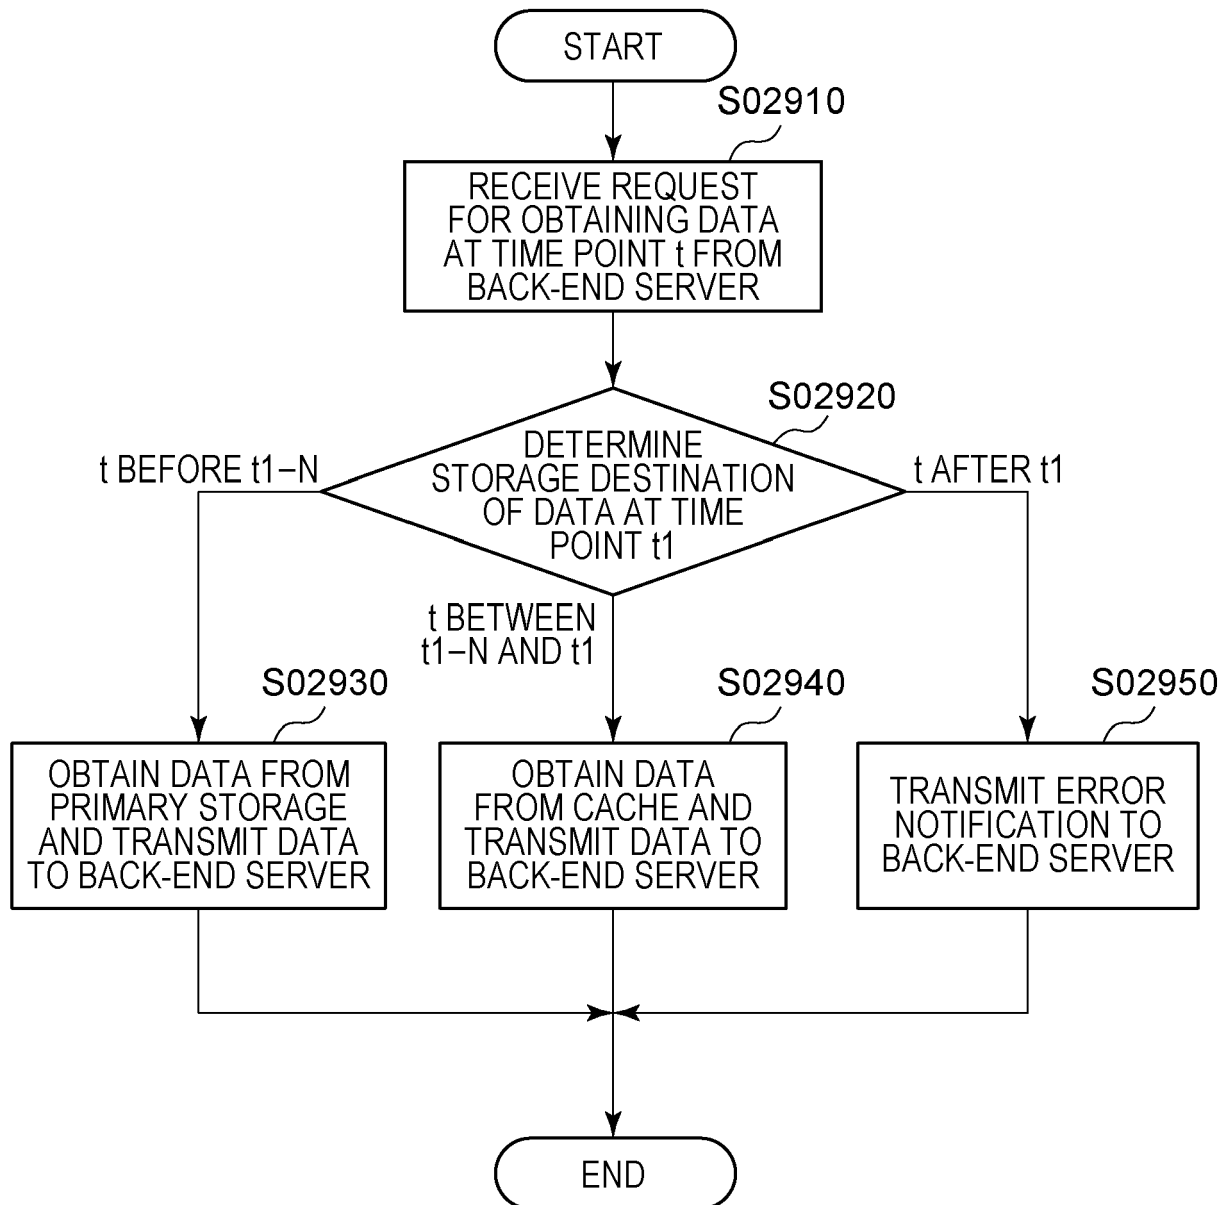 START
S02910
RECEIVE REQUEST
FOR OBTAINING DATA
AT TIME POINT t FROM
BACK-END SERVER
S02920
DETERMINE
STORAGE DESTINATION
OF DATA AT TIME
POINT t1
t BEFORE t1–N
t AFTER t1
t BETWEEN
t1–N AND t1
S02930
OBTAIN DATA FROM
PRIMARY STORAGE
AND TRANSMIT DATA
TO BACK-END SERVER
S02940
OBTAIN DATA
FROM CACHE AND
TRANSMIT DATA TO
BACK-END SERVER
S02950
TRANSMIT ERROR
NOTIFICATION TO
BACK-END SERVER
END